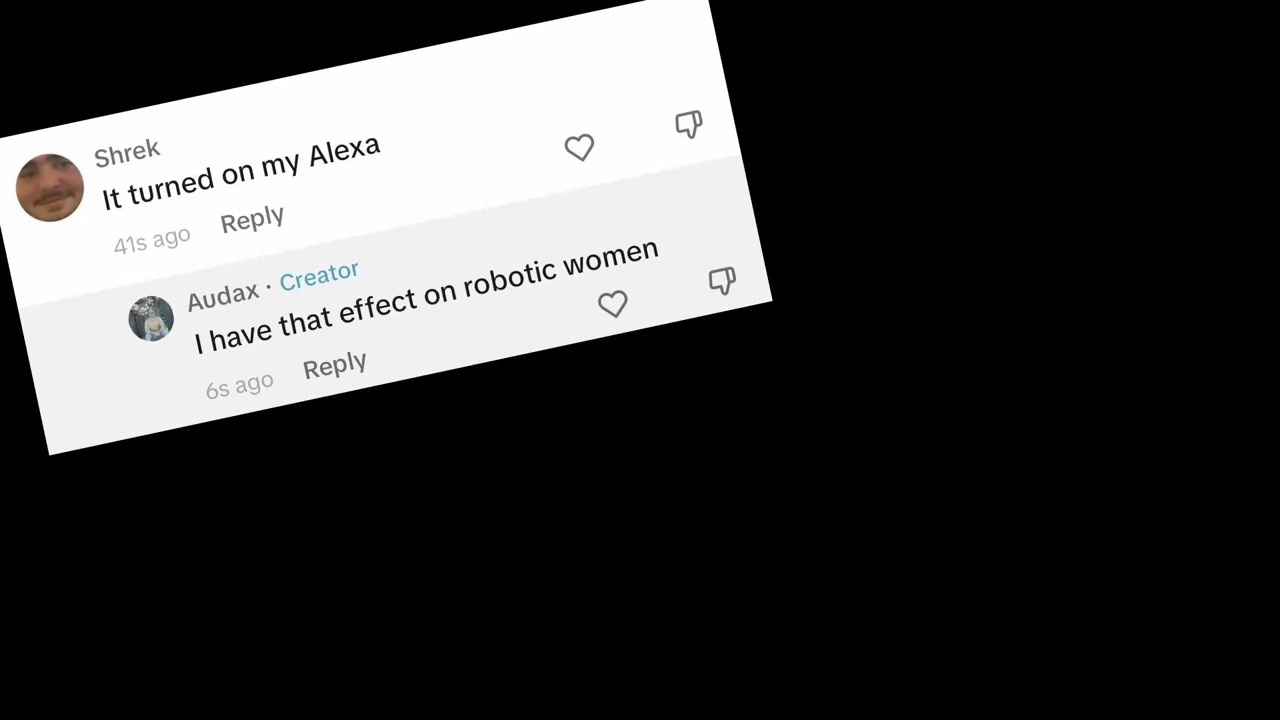 Shrek
It turned on my Alexa
41s ago Reply
Audax · Creator
I have that effect on robotic women
6s ago Reply